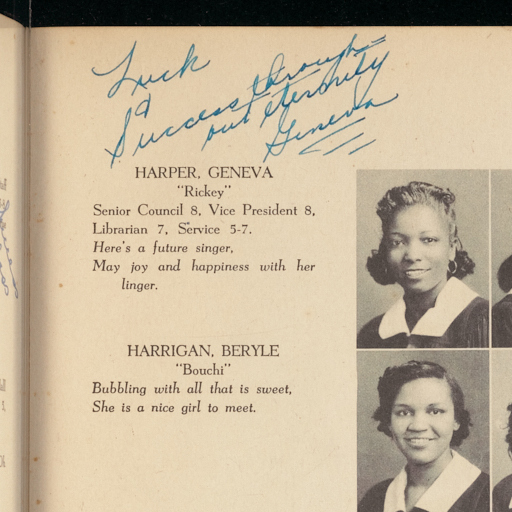 Luck
&
Success through-
out eternity
Geneva
HARPER, GENEVA
"Rickey"
Senior Council 8, Vice President 8,
Librarian 7, Service 5-7.
Here's a future singer,
May joy and happiness with her
linger.
HARRIGAN, BERYLE
"Bouchi"
Bubbling with all that is sweet,
She is a nice girl to meet.